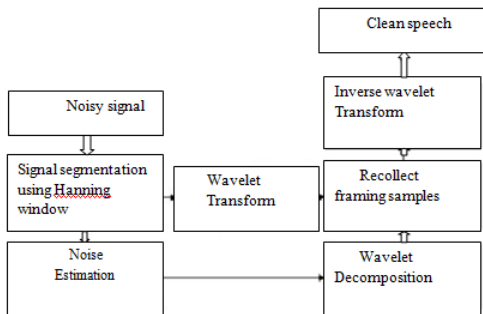 Clean speech
Noisy signal
Inverse wavelet
Transform
Signal segmentation
using Hanning
window
Wavelet
Transform
Recollect
framing samples
Noise
Estimation
Wavelet
Decomposition